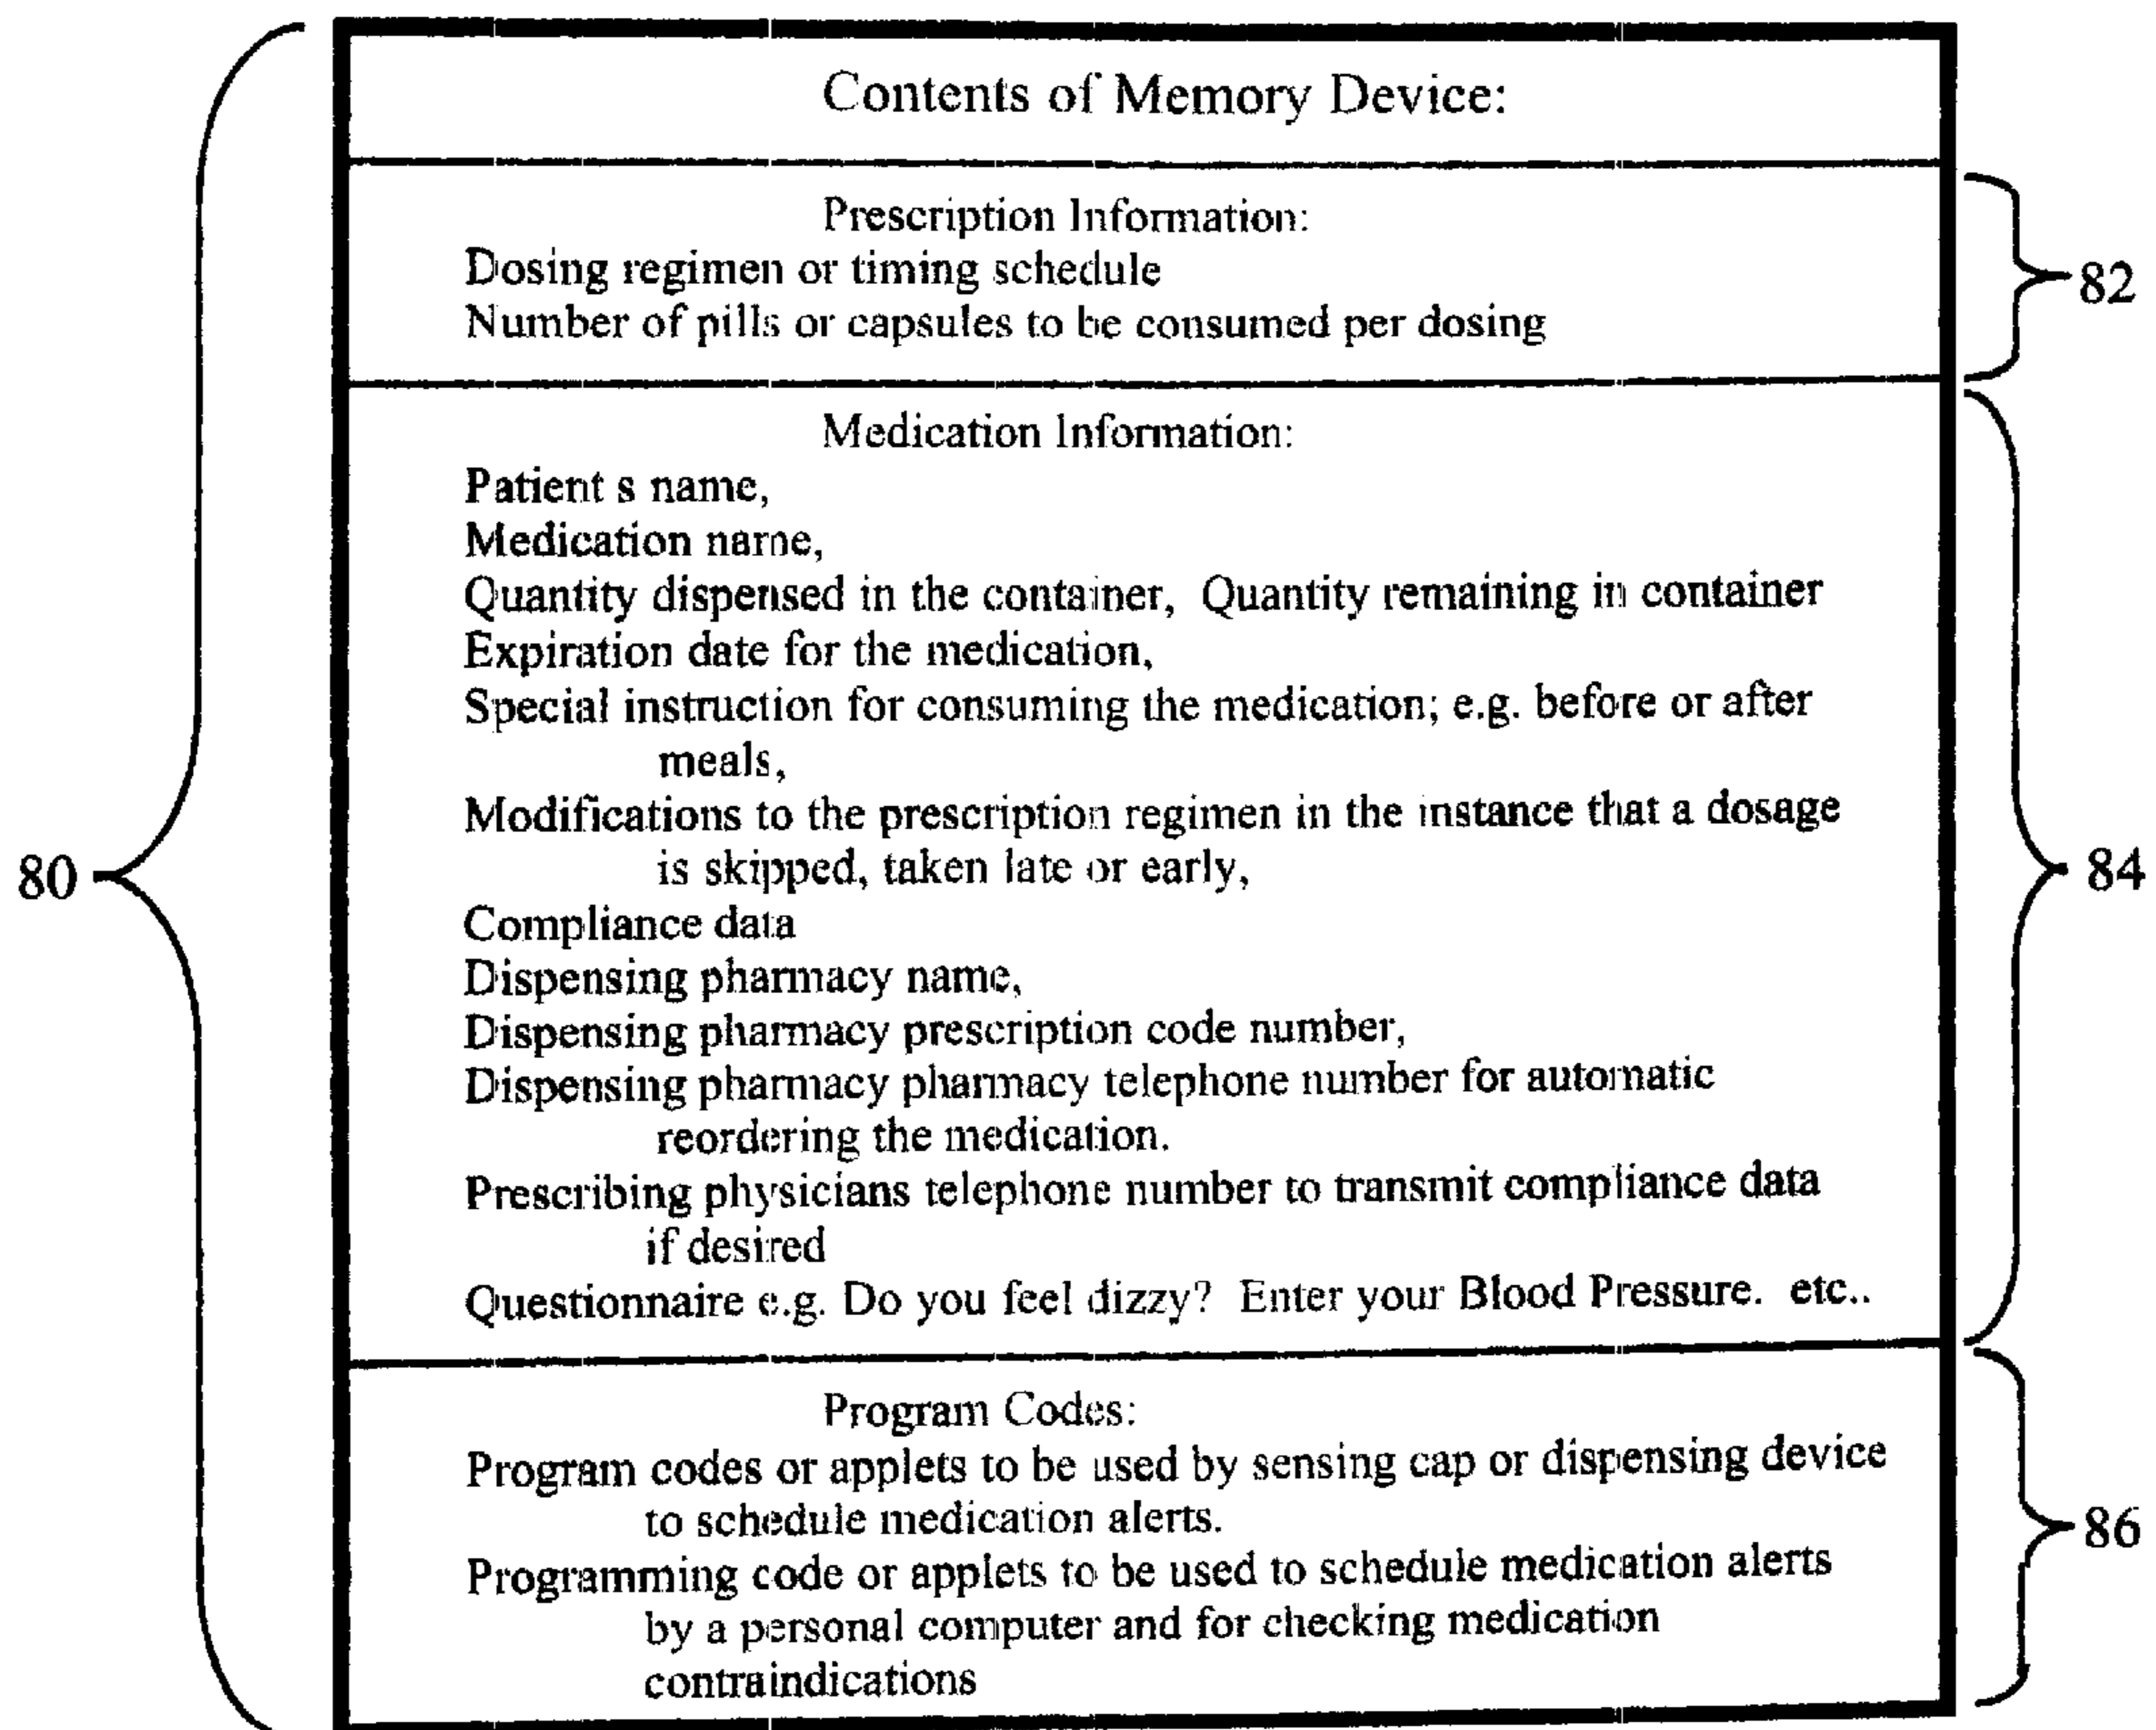 Contents of Memory Device:
Prescription Information:
Dosing regimen or timing schedule
82
Number of pills or capsules to be consumed per dosing
Medication Information:
Patient s name,
Medication name,
Quantity dispensed in the container, Quantity remaining in container
Expiration date for the medication,
Special instruction for consuming the medication; e.g. before or after
meals,
Modifications to the prescription regimen in the instance that a dosage
80
is skipped, taken late or early,
84
Compliance data
Dispensing pharmacy name,
Dispensing pharmacy prescription code number,
Dispensing pharmacy pharmacy telephone number for automatic
reordering the medication.
Prescribing physicians telephone number to transmit compliance data
if desired
Questionnaire e.g. Do you feel dizzy? Enter your Blood Pressure. etc..
Program Codes:
Program codes or applets to be used by sensing cap or dispensing device
to schedule medication alerts.
86
Programming code or applets to be used to schedule medication alerts
by a personal computer and for checking medication
contraindications